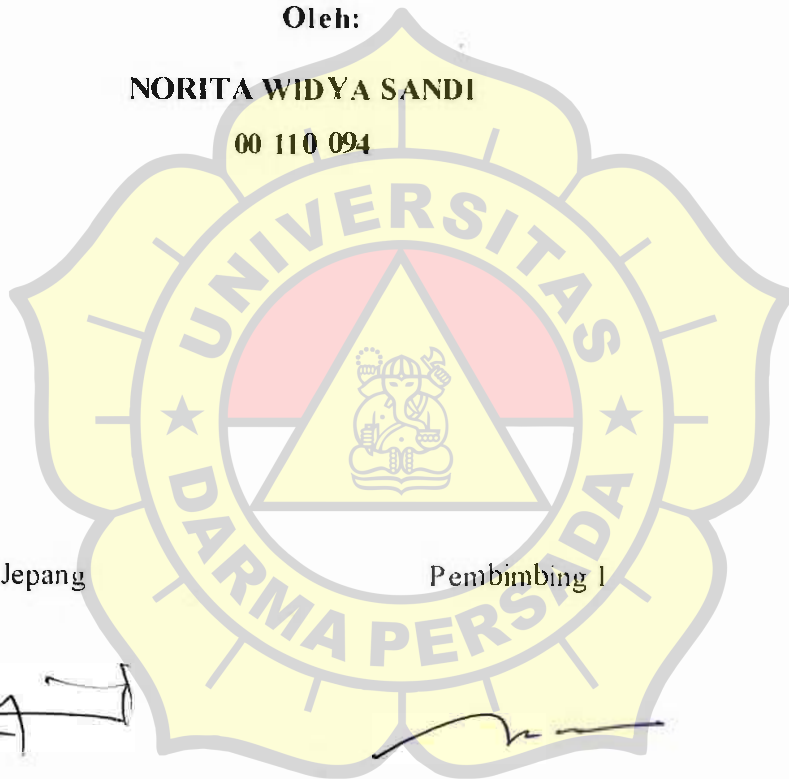 Oleh:
NORITA WIDYA SANDI
00 110 094
UNIVERSITAS
DARMA PERSADA
Jepang
Pembimbing I